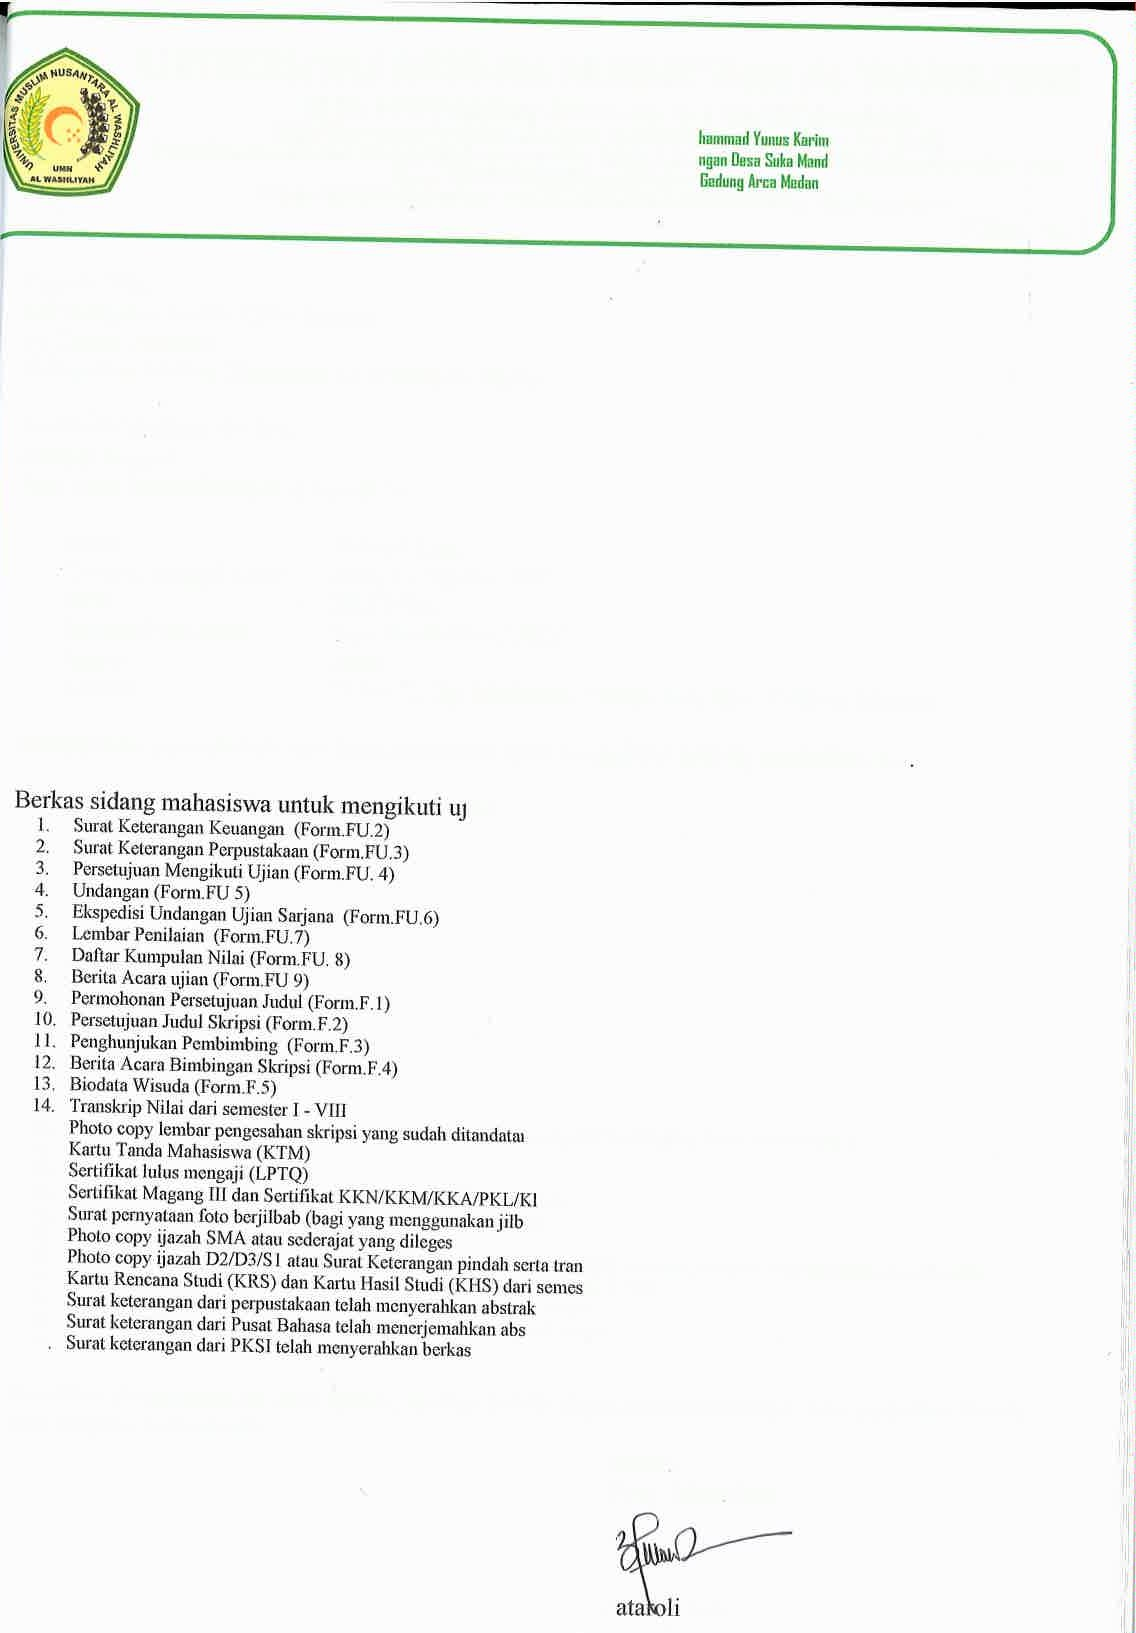 UNIVERSITAS MUSLIM NUSANTARA AL WASHLIYAH
UMN
AL WASHLIYAH
hammad Yunus Karim
ngan Desa Suka Mand
Gedung Arca Medan
Berkas sidang mahasiswa untuk mengikuti uj
1. Surat Keterangan Keuangan (Form.FU.2)
2. Surat Keterangan Perpustakaan (Form.FU.3)
3. Persetujuan Mengikuti Ujian (Form.FU. 4)
4. Undangan (Form.FU 5)
5. Ekspedisi Undangan Ujian Sarjana (Form.FU.6)
6. Lembar Penilaian (Form.FU.7)
7. Daftar Kumpulan Nilai (Form.FU. 8)
8. Berita Acara ujian (Form.FU 9)
9. Permohonan Persetujuan Judul (Form.F.1)
10. Persetujuan Judul Skripsi (Form.F.2)
11. Penghunjukan Pembimbing (Form.F.3)
12. Berita Acara Bimbingan Skripsi (Form.F.4)
13. Biodata Wisuda (Form.F.5)
14. Transkrip Nilai dari semester I - VIII
Photo copy lembar pengesahan skripsi yang sudah ditandatai
Kartu Tanda Mahasiswa (KTM)
Sertifikat lulus mengaji (LPTQ)
Sertifikat Magang III dan Sertifikat KKN/KKM/KKA/PKL/KI
Surat pernyataan foto berjilbab (bagi yang menggunakan jilb
Photo copy ijazah SMA atau sederajat yang dileges
Photo copy ijazah D2/D3/S1 atau Surat Keterangan pindah serta tran
Kartu Rencana Studi (KRS) dan Kartu Hasil Studi (KHS) dari semes
Surat keterangan dari perpustakaan telah menyerahkan abstrak
Surat keterangan dari Pusat Bahasa telah menerjemahkan abs
. Surat keterangan dari PKSI telah menyerahkan berkas
ataroli